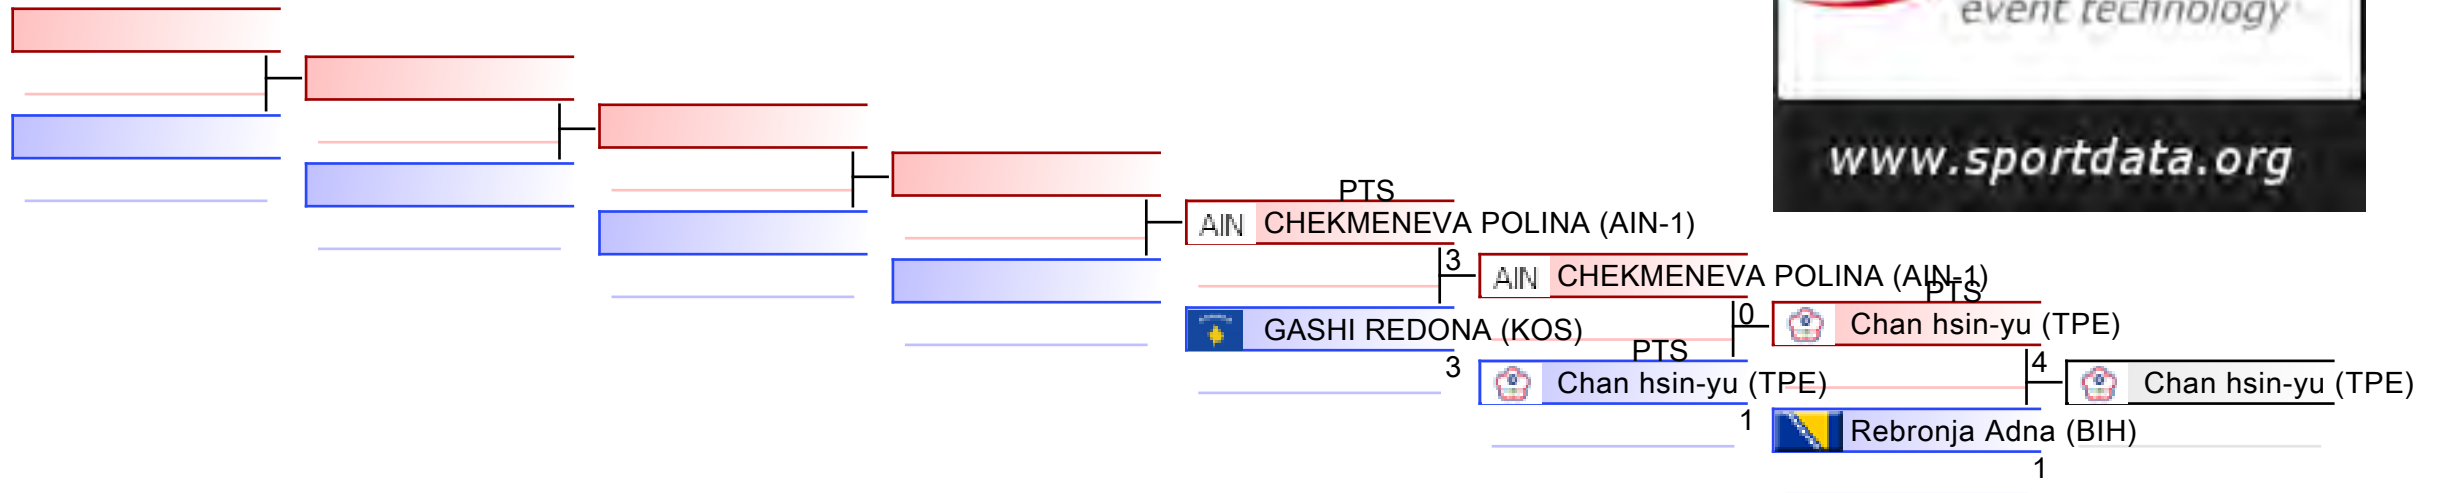 event technology
www.sportdata.org
PTS
AIN CHEKMENEVA POLINA (AIN-1)
3
AIN CHEKMENEVA POLINA (AIN-1)
PTS
GASHI REDONA (KOS)
0
Chan hsin-yu (TPE)
PTS
3
Chan hsin-yu (TPE)
4
Chan hsin-yu (TPE)
1
Rebronja Adna (BIH)
1